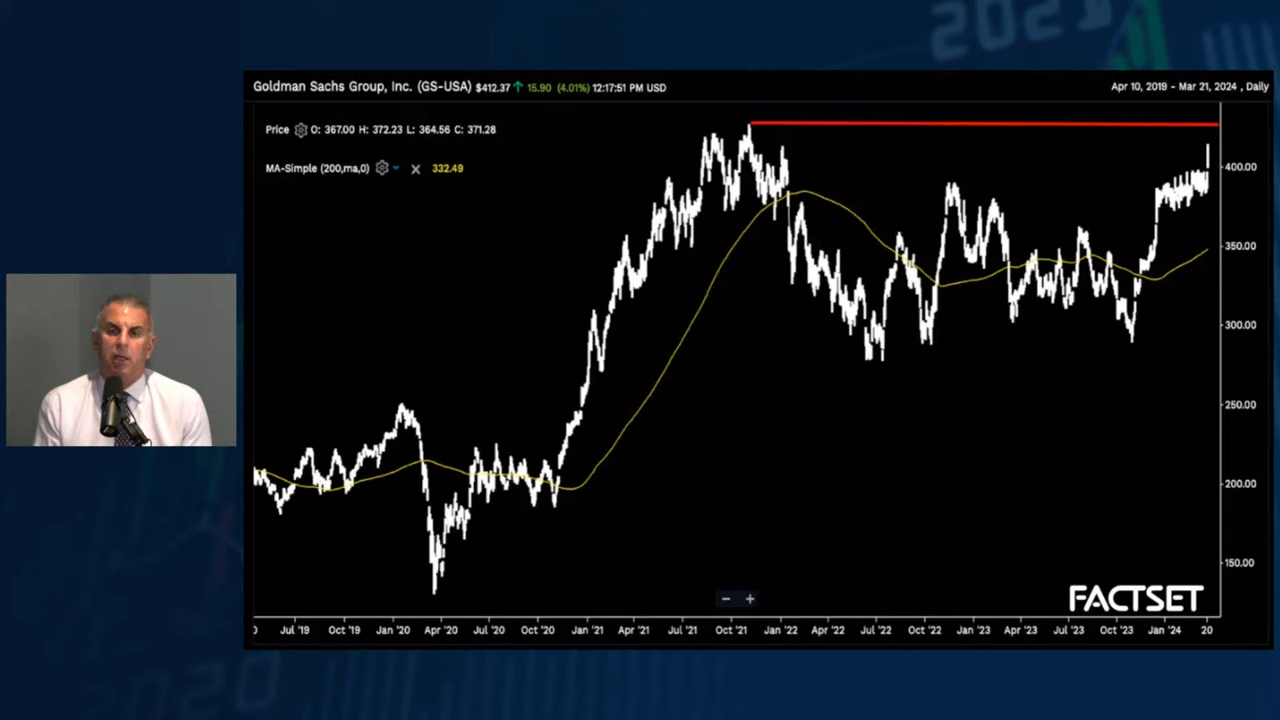 2021
Goldman Sachs Group, Inc. (GS-USA) $412.37 15.90 (4.01%) 12:17:51 PM USD
Apr 10, 2019 - Mar 21, 2024 , Daily
Price O: 367.00 H: 372.23 L: 364.56 C: 371.28
MA-Simple (200,ma,0) X 332.49
400.00
350.00
300.00
250.00
200.00
150.00
FACTSET
− +
0 Jul '19 Oct '19 Jan '20 Apr '20 Jul '20 Oct '20 Jan '21 Apr '21 Jul '21 Oct '21 Jan '22 Apr '22 Jul '22 Oct '22 Jan '23 Apr '23 Jul '23 Oct '23 Jan '24 20
2020